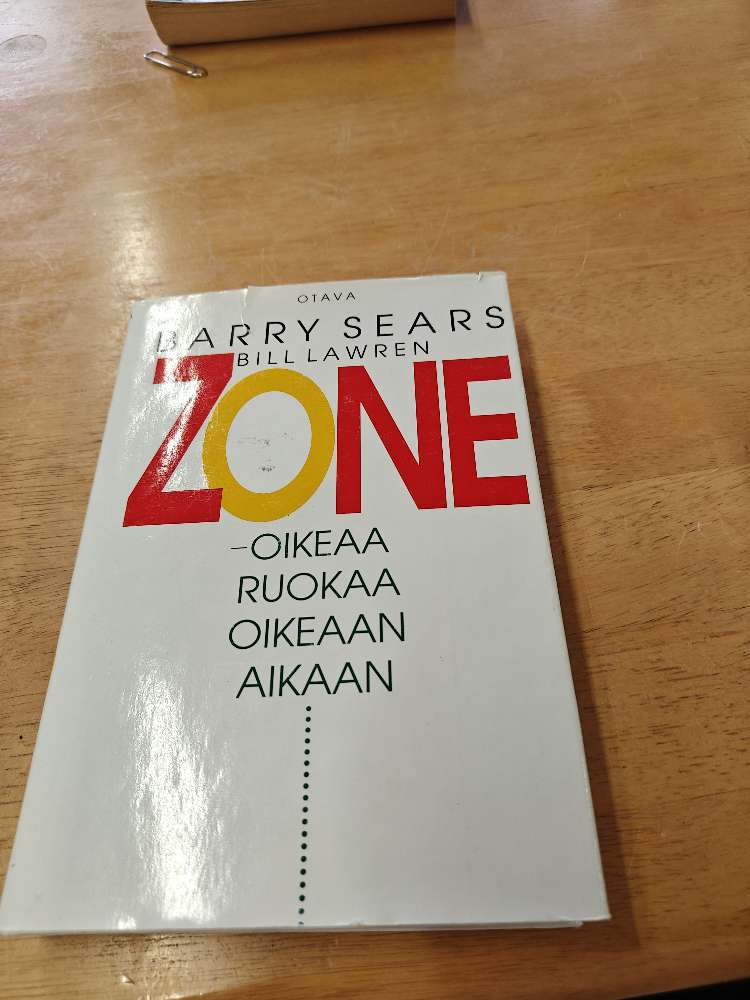 OTAVA
BARRY SEARS
BILL LAWREN
ZONE
–OIKEAA
RUOKAA
OIKEAAN
AIKAAN